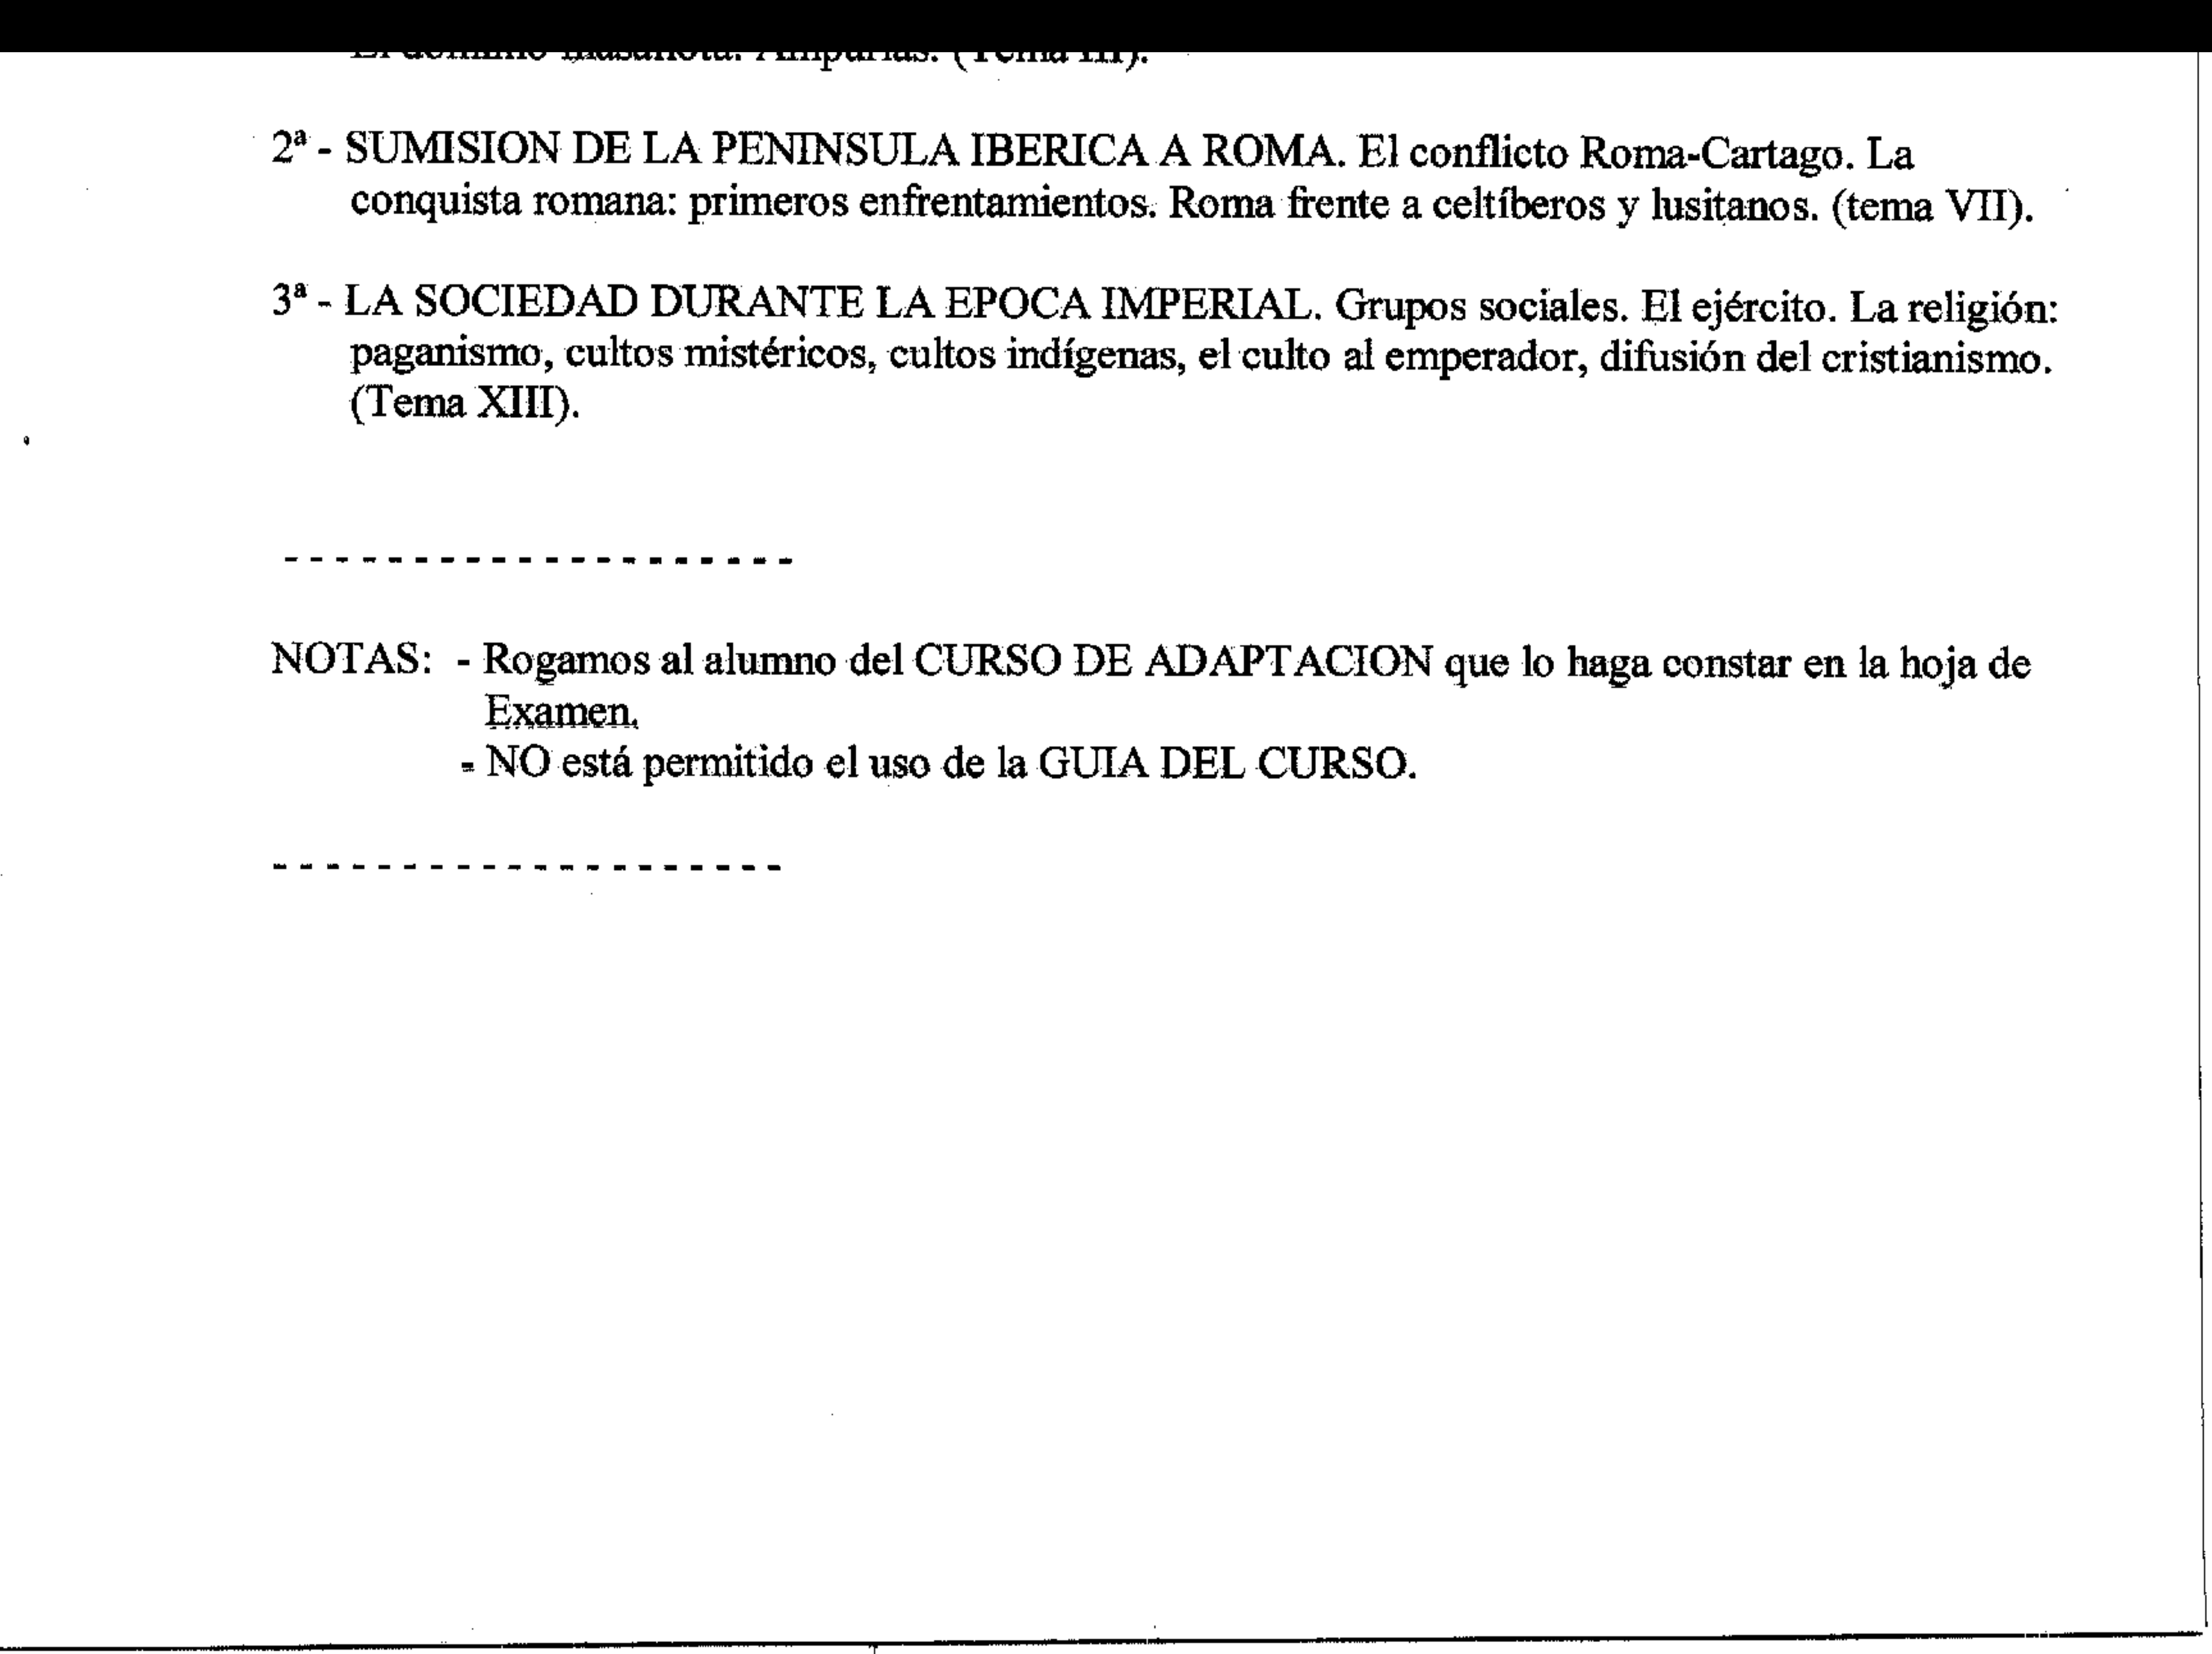 El dominio masaliota. Ampurias. (Tema III).
2ª - SUMISION DE LA PENINSULA IBERICA A ROMA. El conflicto Roma-Cartago. La
conquista romana: primeros enfrentamientos. Roma frente a celtíberos y lusitanos. (tema VII).
3ª - LA SOCIEDAD DURANTE LA EPOCA IMPERIAL. Grupos sociales. El ejército. La religión:
paganismo, cultos mistéricos, cultos indígenas, el culto al emperador, difusión del cristianismo.
(Tema XIII).
- - - - - - - - - - - - - - - - - - - -
NOTAS: - Rogamos al alumno del CURSO DE ADAPTACION que lo haga constar en la hoja de
Examen.
- NO está permitido el uso de la GUIA DEL CURSO.
- - - - - - - - - - - - - - - - - - - -